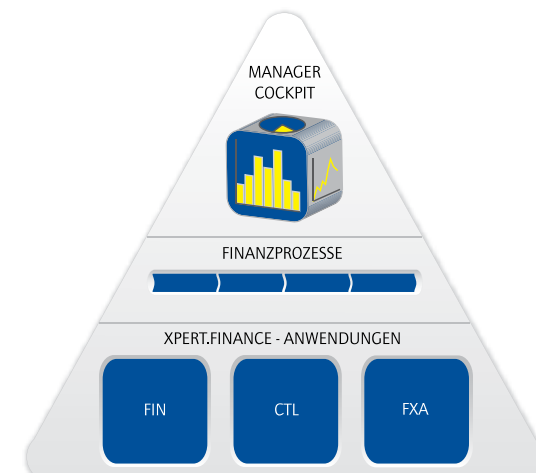 MANAGER
COCKPIT
FINANZPROZESSE
XPERT.FINANCE - ANWENDUNGEN
FIN
CTL
FXA